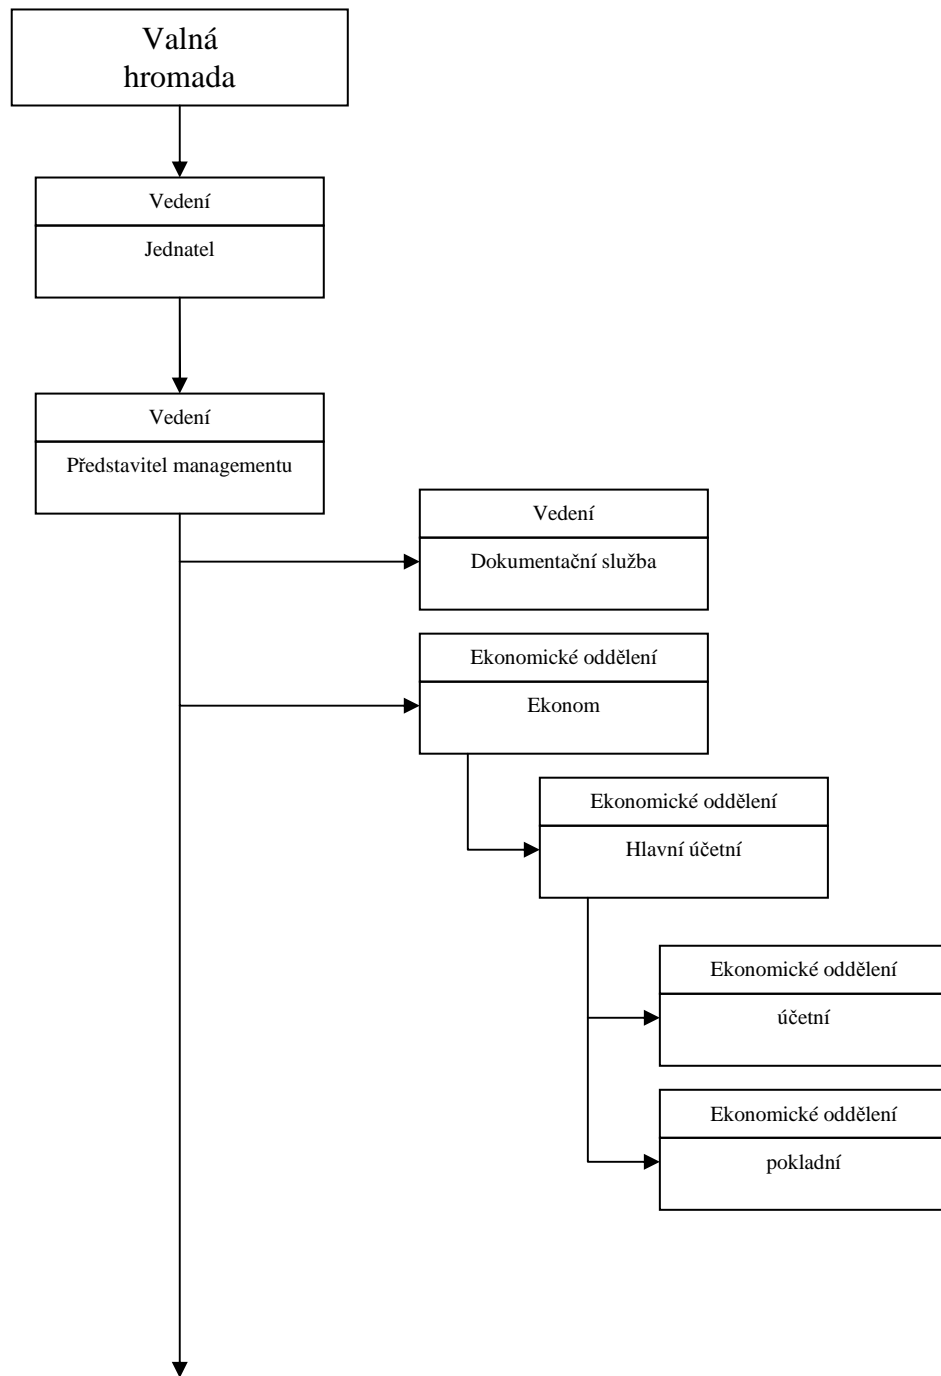 Valná
hromada
Vedení
Jednatel
Vedení
Představitel managementu
Vedení
Dokumentační služba
Ekonomické oddělení
Ekonom
Ekonomické oddělení
Hlavní účetní
Ekonomické oddělení
účetní
Ekonomické oddělení
pokladní